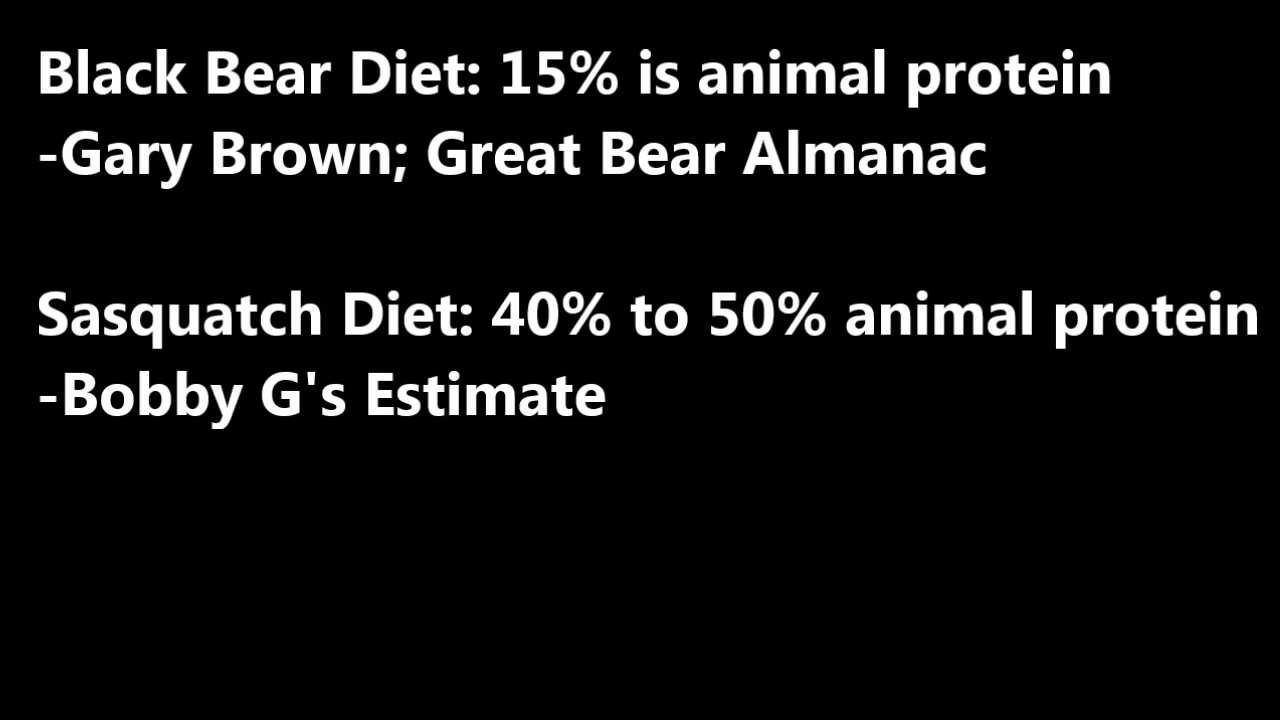 Black Bear Diet: 15% is animal protein
-Gary Brown; Great Bear Almanac
Sasquatch Diet: 40% to 50% animal protein
-Bobby G's Estimate